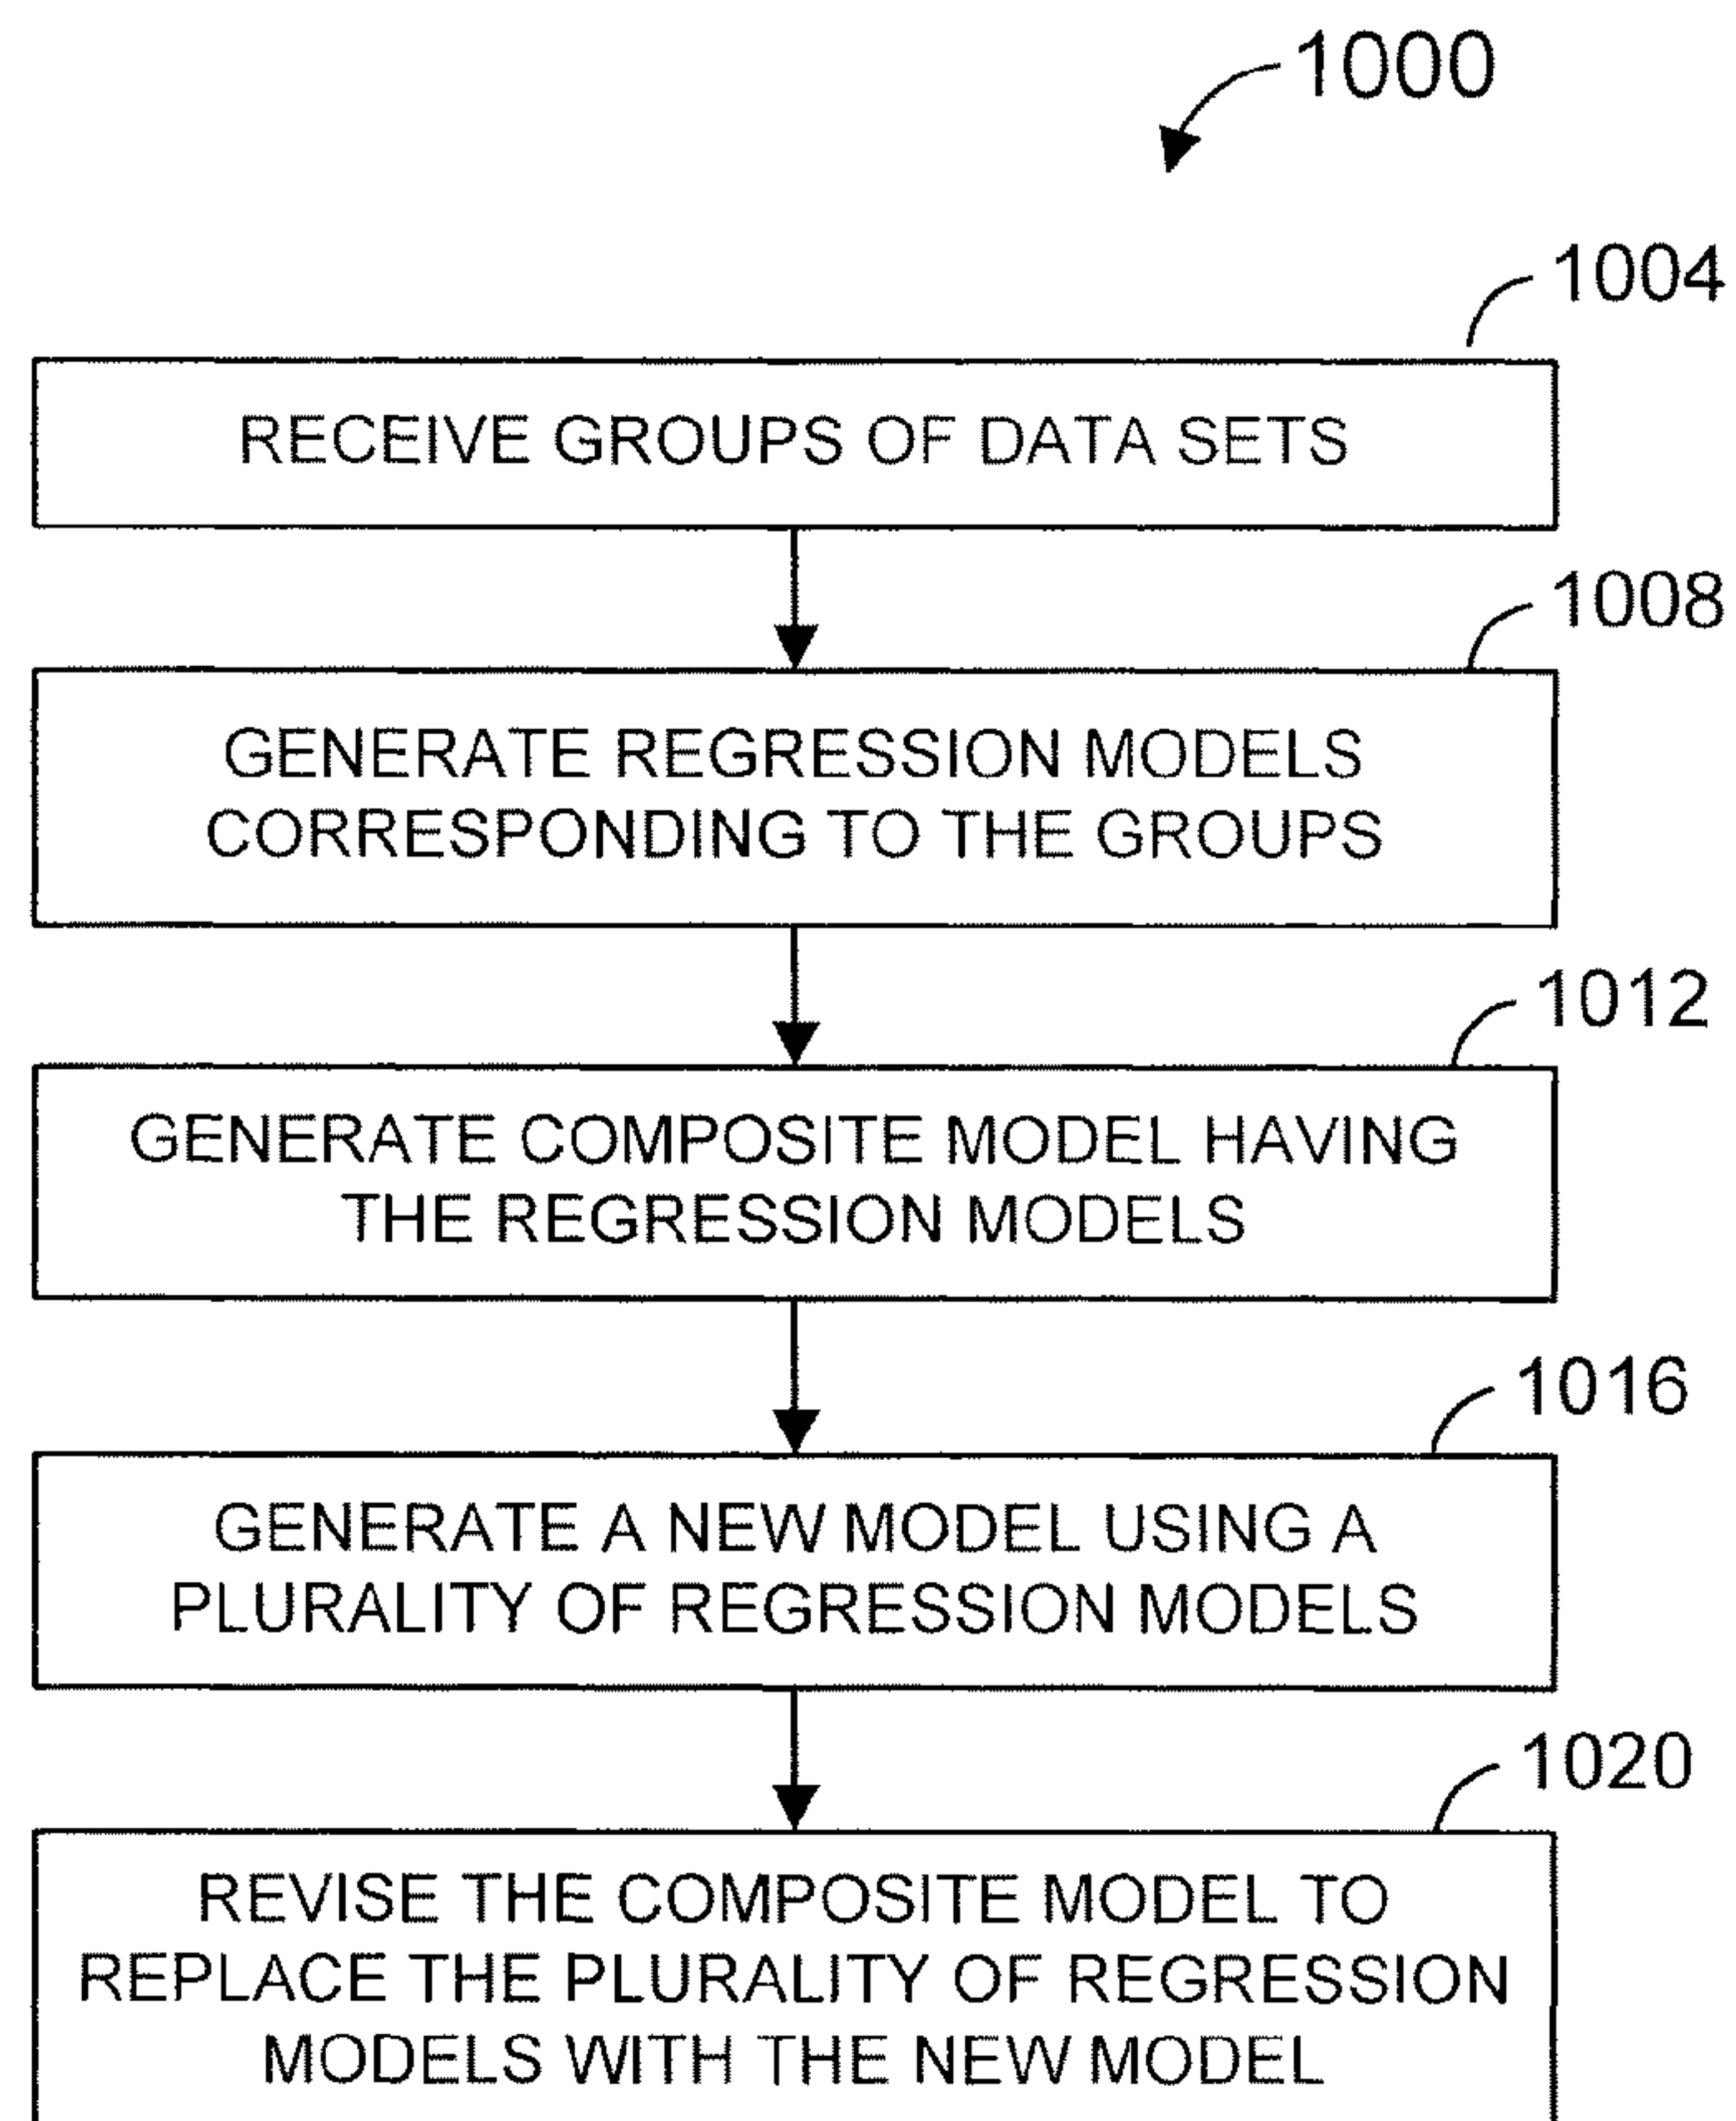 1000
1004
RECEIVE GROUPS OF DATA SETS
1008
GENERATE REGRESSION MODELS
CORRESPONDING TO THE GROUPS
1012
GENERATE COMPOSITE MODEL HAVING
THE REGRESSION MODELS
1016
GENERATE A NEW MODEL USING A
PLURALITY OF REGRESSION MODELS
1020
REVISE THE COMPOSITE MODEL TO
REPLACE THE PLURALITY OF REGRESSION
MODELS WITH THE NEW MODEL